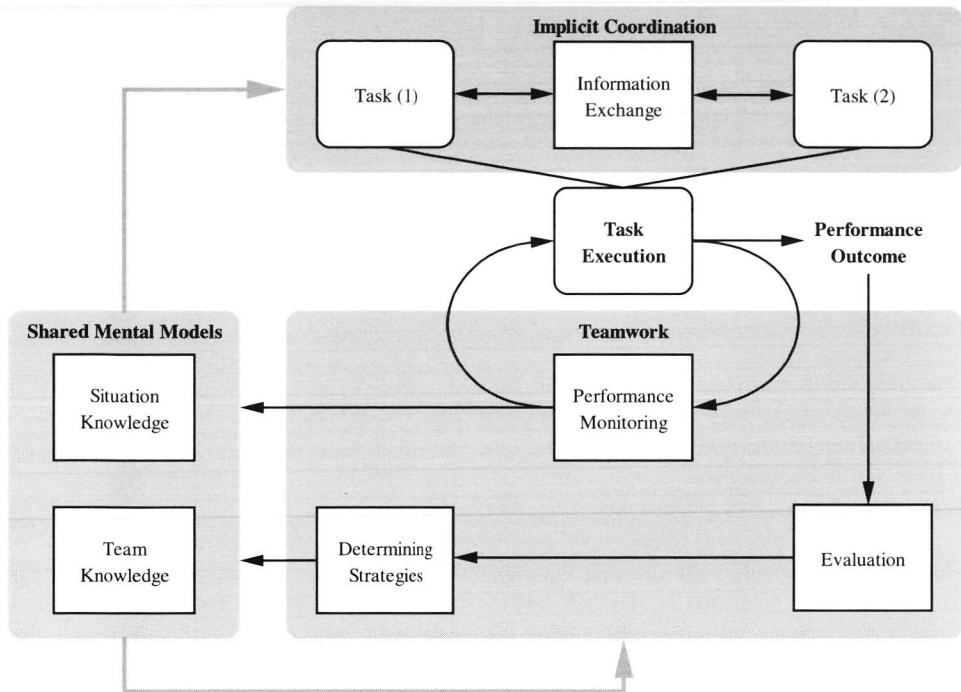 Implicit Coordination
Task (1)
Information
Exchange
Task (2)
Task
Execution
Performance
Outcome
Shared Mental Models
Teamwork
Situation
Knowledge
Performance
Monitoring
Team
Knowledge
Determining
Strategies
Evaluation